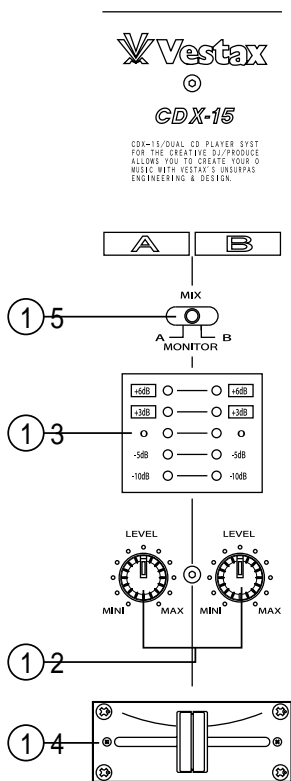 Vestax
CDX-15
CDX-15/DUAL CD PLAYER SYST
FOR THE CREATIVE DJ/PRODUCE
ALLOWS YOU TO CREATE YOUR O
MUSIC WITH VESTAX'S UNSURPAS
ENGINEERING & DESIGN.
A B
MIX
15
A B
MONITOR
+6dB +6dB
+3dB +3dB
13 0 0
-5dB -5dB
-10dB -10dB
LEVEL LEVEL
MINI MAX MINI MAX
12
14